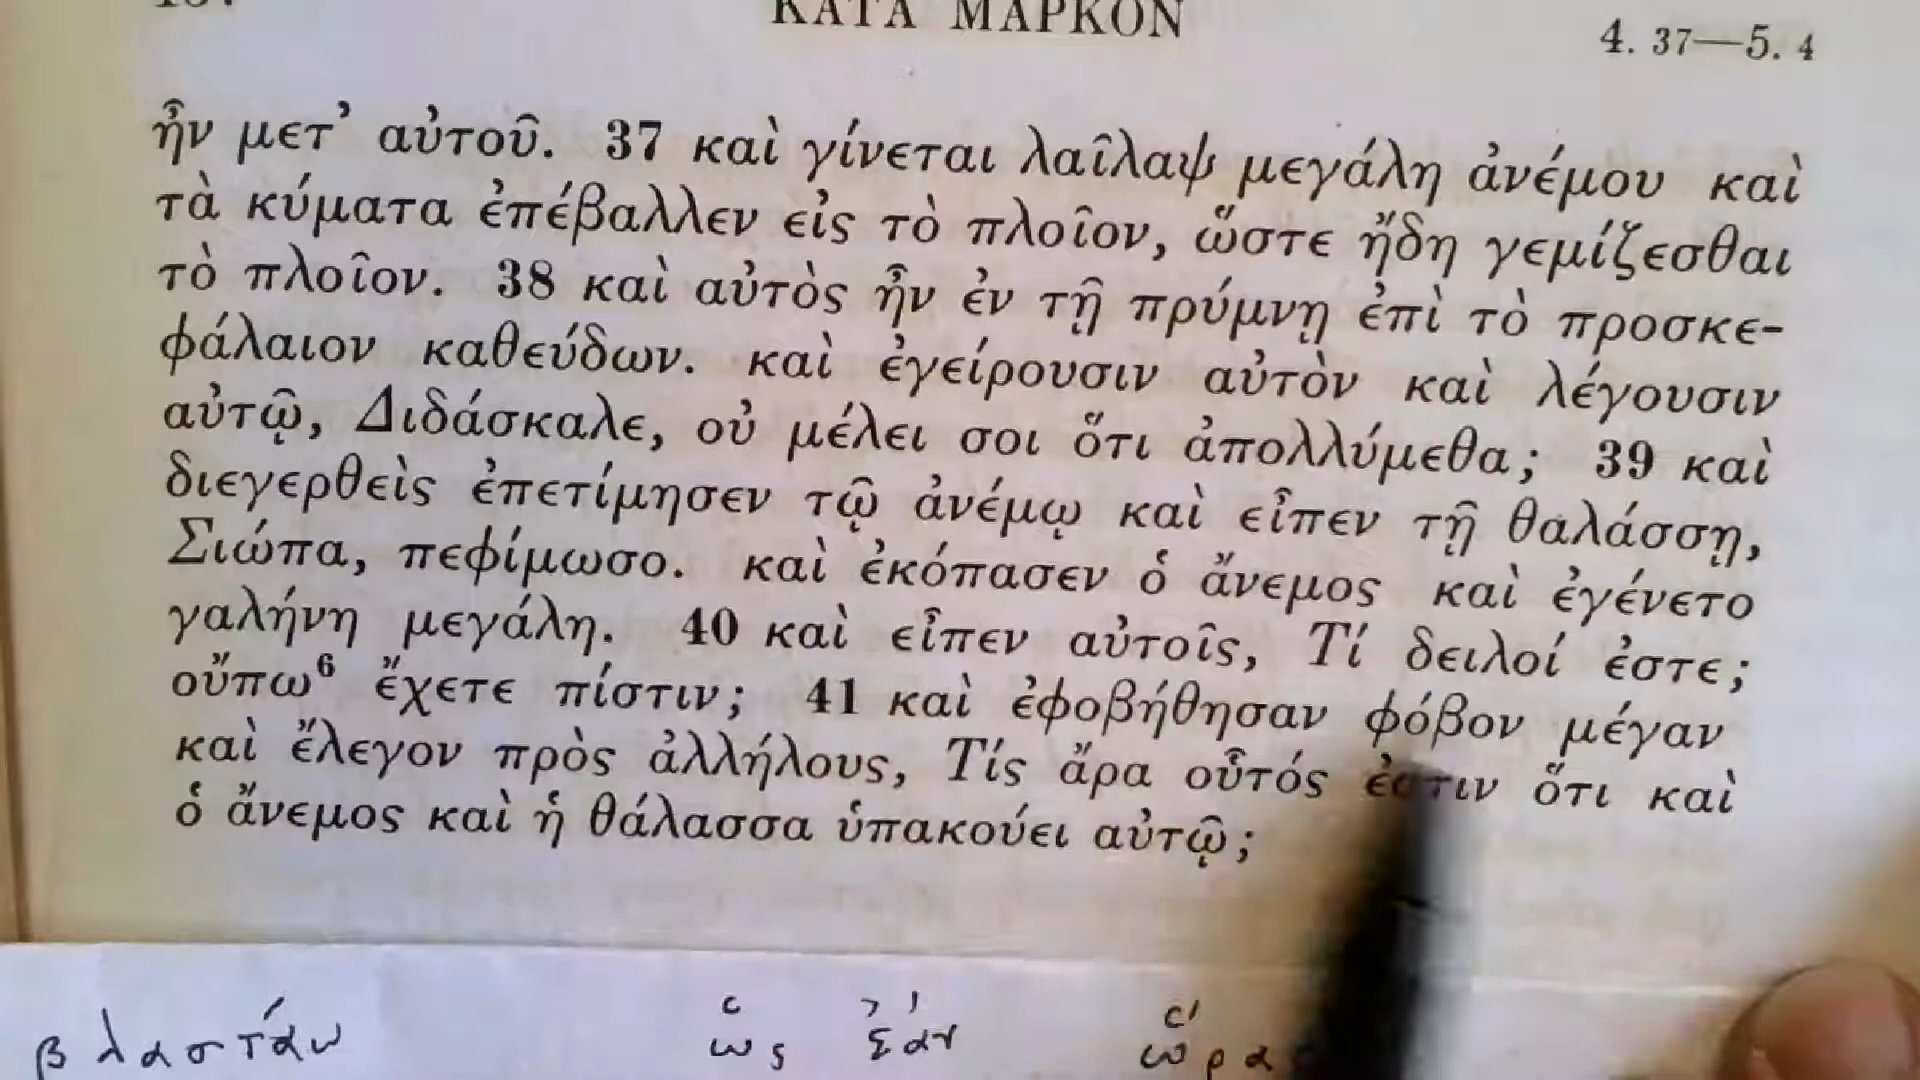 ΚΑΤΑ ΜΑΡΚΟΝ
4. 37—5. 4
ἦν μετ’ αὐτοῦ. 37 καὶ γίνεται λαῖλαψ μεγάλη ἀνέμου καὶ
τὰ κύματα ἐπέβαλλεν εἰς τὸ πλοῖον, ὥστε ἤδη γεμίζεσθαι
τὸ πλοῖον. 38 καὶ αὐτὸς ἦν ἐν τῇ πρύμνῃ ἐπὶ τὸ προσκε-
φάλαιον καθεύδων. καὶ ἐγείρουσιν αὐτὸν καὶ λέγουσιν
αὐτῷ, Διδάσκαλε, οὐ μέλει σοι ὅτι ἀπολλύμεθα; 39 καὶ
διεγερθεὶς ἐπετίμησεν τῷ ἀνέμῳ καὶ εἶπεν τῇ θαλάσσῃ,
Σιώπα, πεφίμωσο. καὶ ἐκόπασεν ὁ ἄνεμος καὶ ἐγένετο
γαλήνη μεγάλη. 40 καὶ εἶπεν αὐτοῖς, Τί δειλοί ἐστε;
οὔπω⁶ ἔχετε πίστιν; 41 καὶ ἐφοβήθησαν φόβον μέγαν
καὶ ἔλεγον πρὸς ἀλλήλους, Τίς ἄρα οὗτός ἐστιν ὅτι καὶ
ὁ ἄνεμος καὶ ἡ θάλασσα ὑπακούει αὐτῷ;
βλαστάω ὡς ἐάν ὥρα